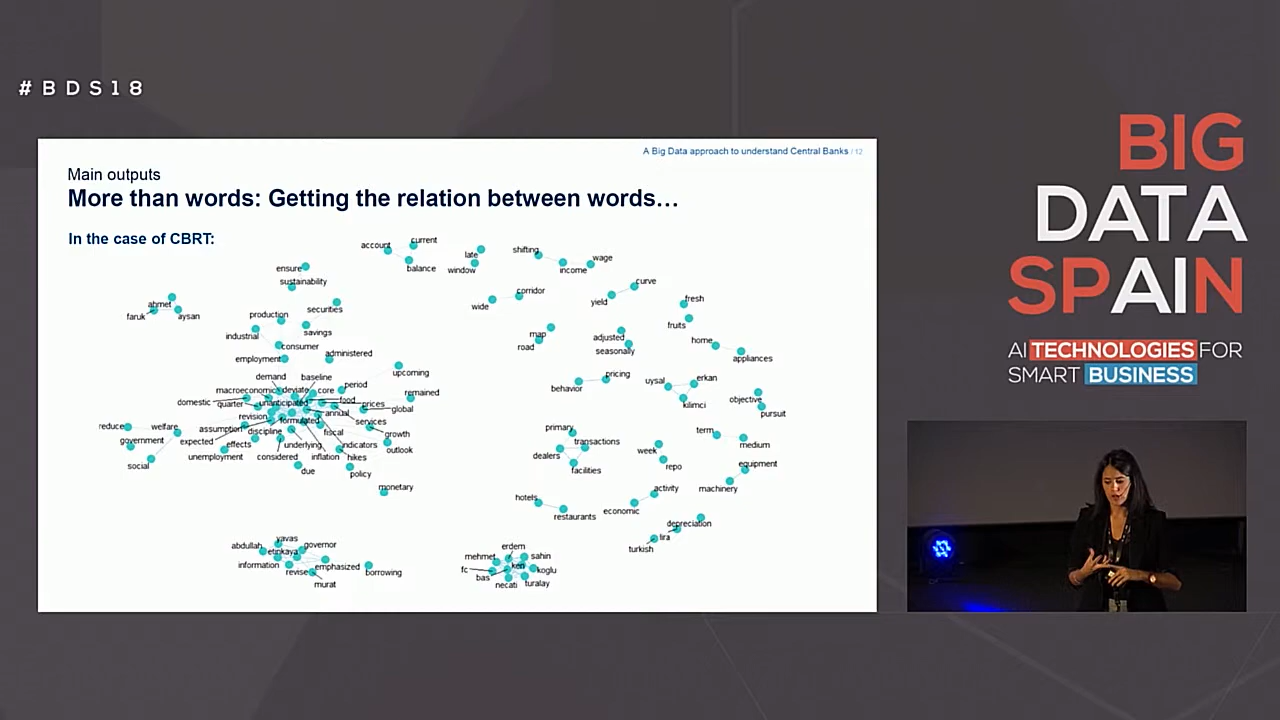 #BDS18
A Big Data approach to understand Central Banks / 12
Main outputs
More than words: Getting the relation between words…
In the case of CBRT:
account
current
balance
late
window
shifting
income
wage
ensure
sustainability
wide
corridor
yield
curve
ahmet
faruk
aysan
production
securities
savings
industrial
consumer
employment
administered
map
road
adjusted
seasonally
fresh
fruits
home
appliances
demand
baseline
upcoming
macroeconomic
deviate
core
period
remained
domestic
quarter
unanticipated
food
prices
global
revision
annual
formulated
services
assumption
discipline
fiscal
growth
reduce
welfare
government
social
expected
effects
unemployment
considered
underlying
inflation
indicators
hikes
outlook
due
policy
monetary
behavior
pricing
uysal
erkan
kilimci
objective
pursuit
primary
transactions
dealers
facilities
week
repo
term
medium
equipment
machinery
hotels
restaurants
economic
activity
depreciation
lira
turkish
yavas
abdullah
etinkaya
governor
information
revise
emphasized
borrowing
murat
erdem
mehmet
sahin
fc
ken
koglu
bas
necati
turalay
BIG
DATA
SPAIN
AI TECHNOLOGIES FOR
SMART BUSINESS